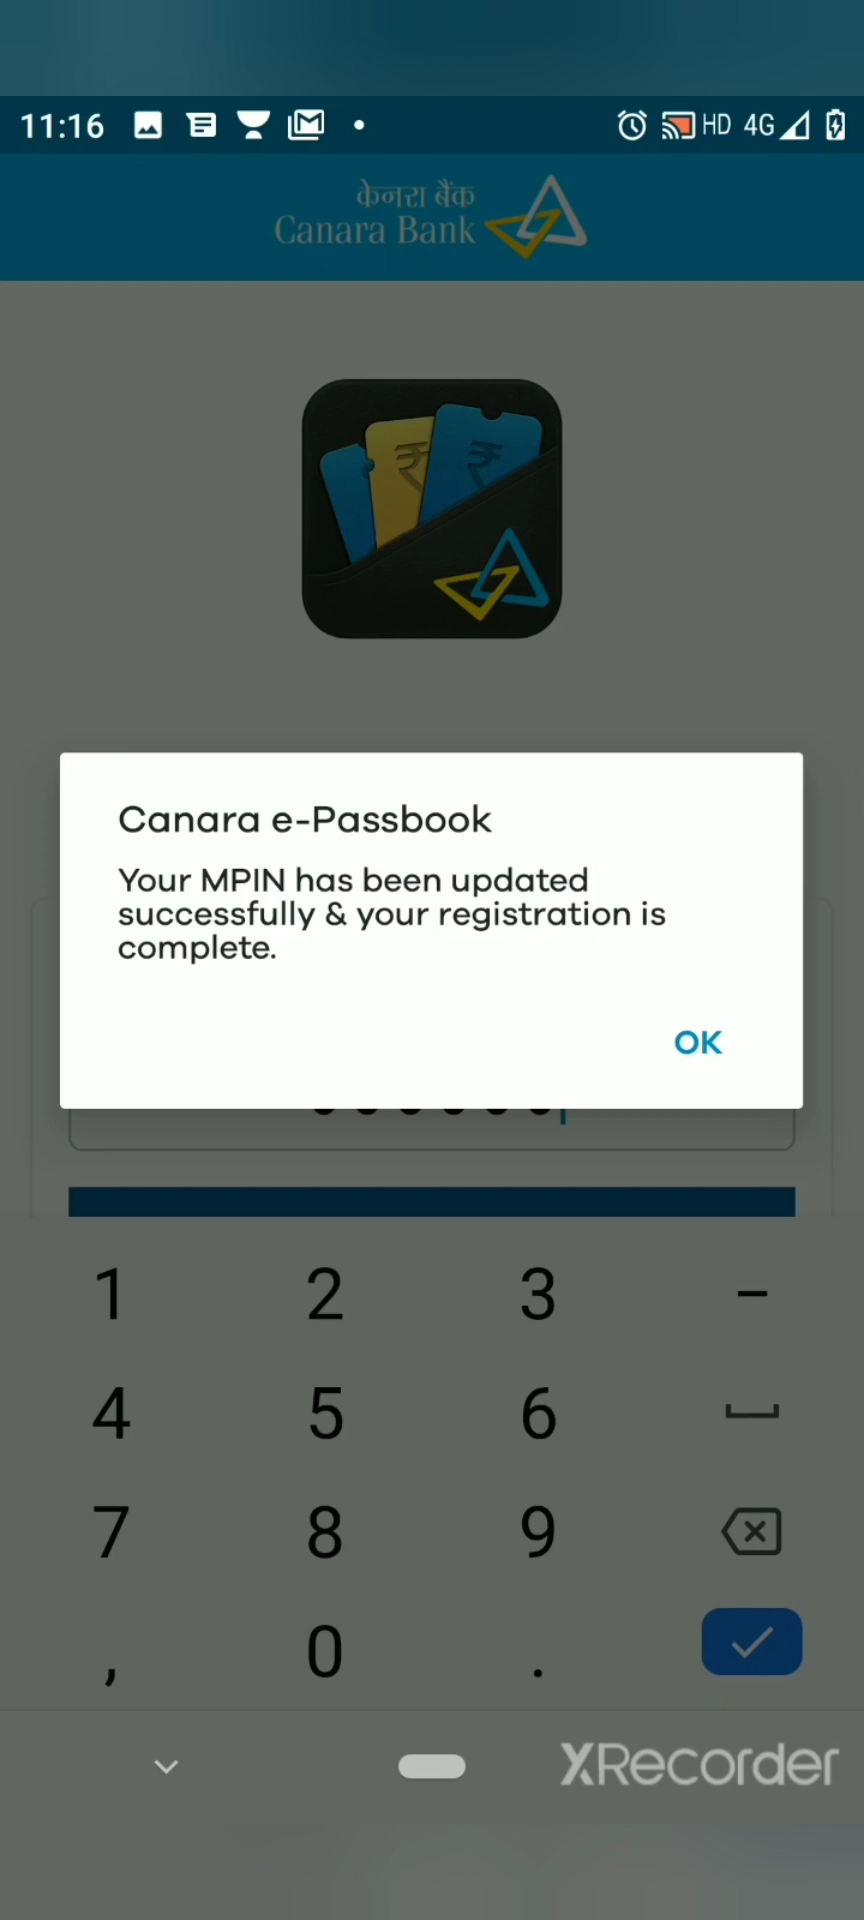 11:16 HD 4G
केनरा बैंक
Canara Bank
₹ ₹
Canara e-Passbook
Your MPIN has been updated
successfully & your registration is
complete.
OK
1 2 3 –
4 5 6
7 8 9
, 0 .
XRecorder